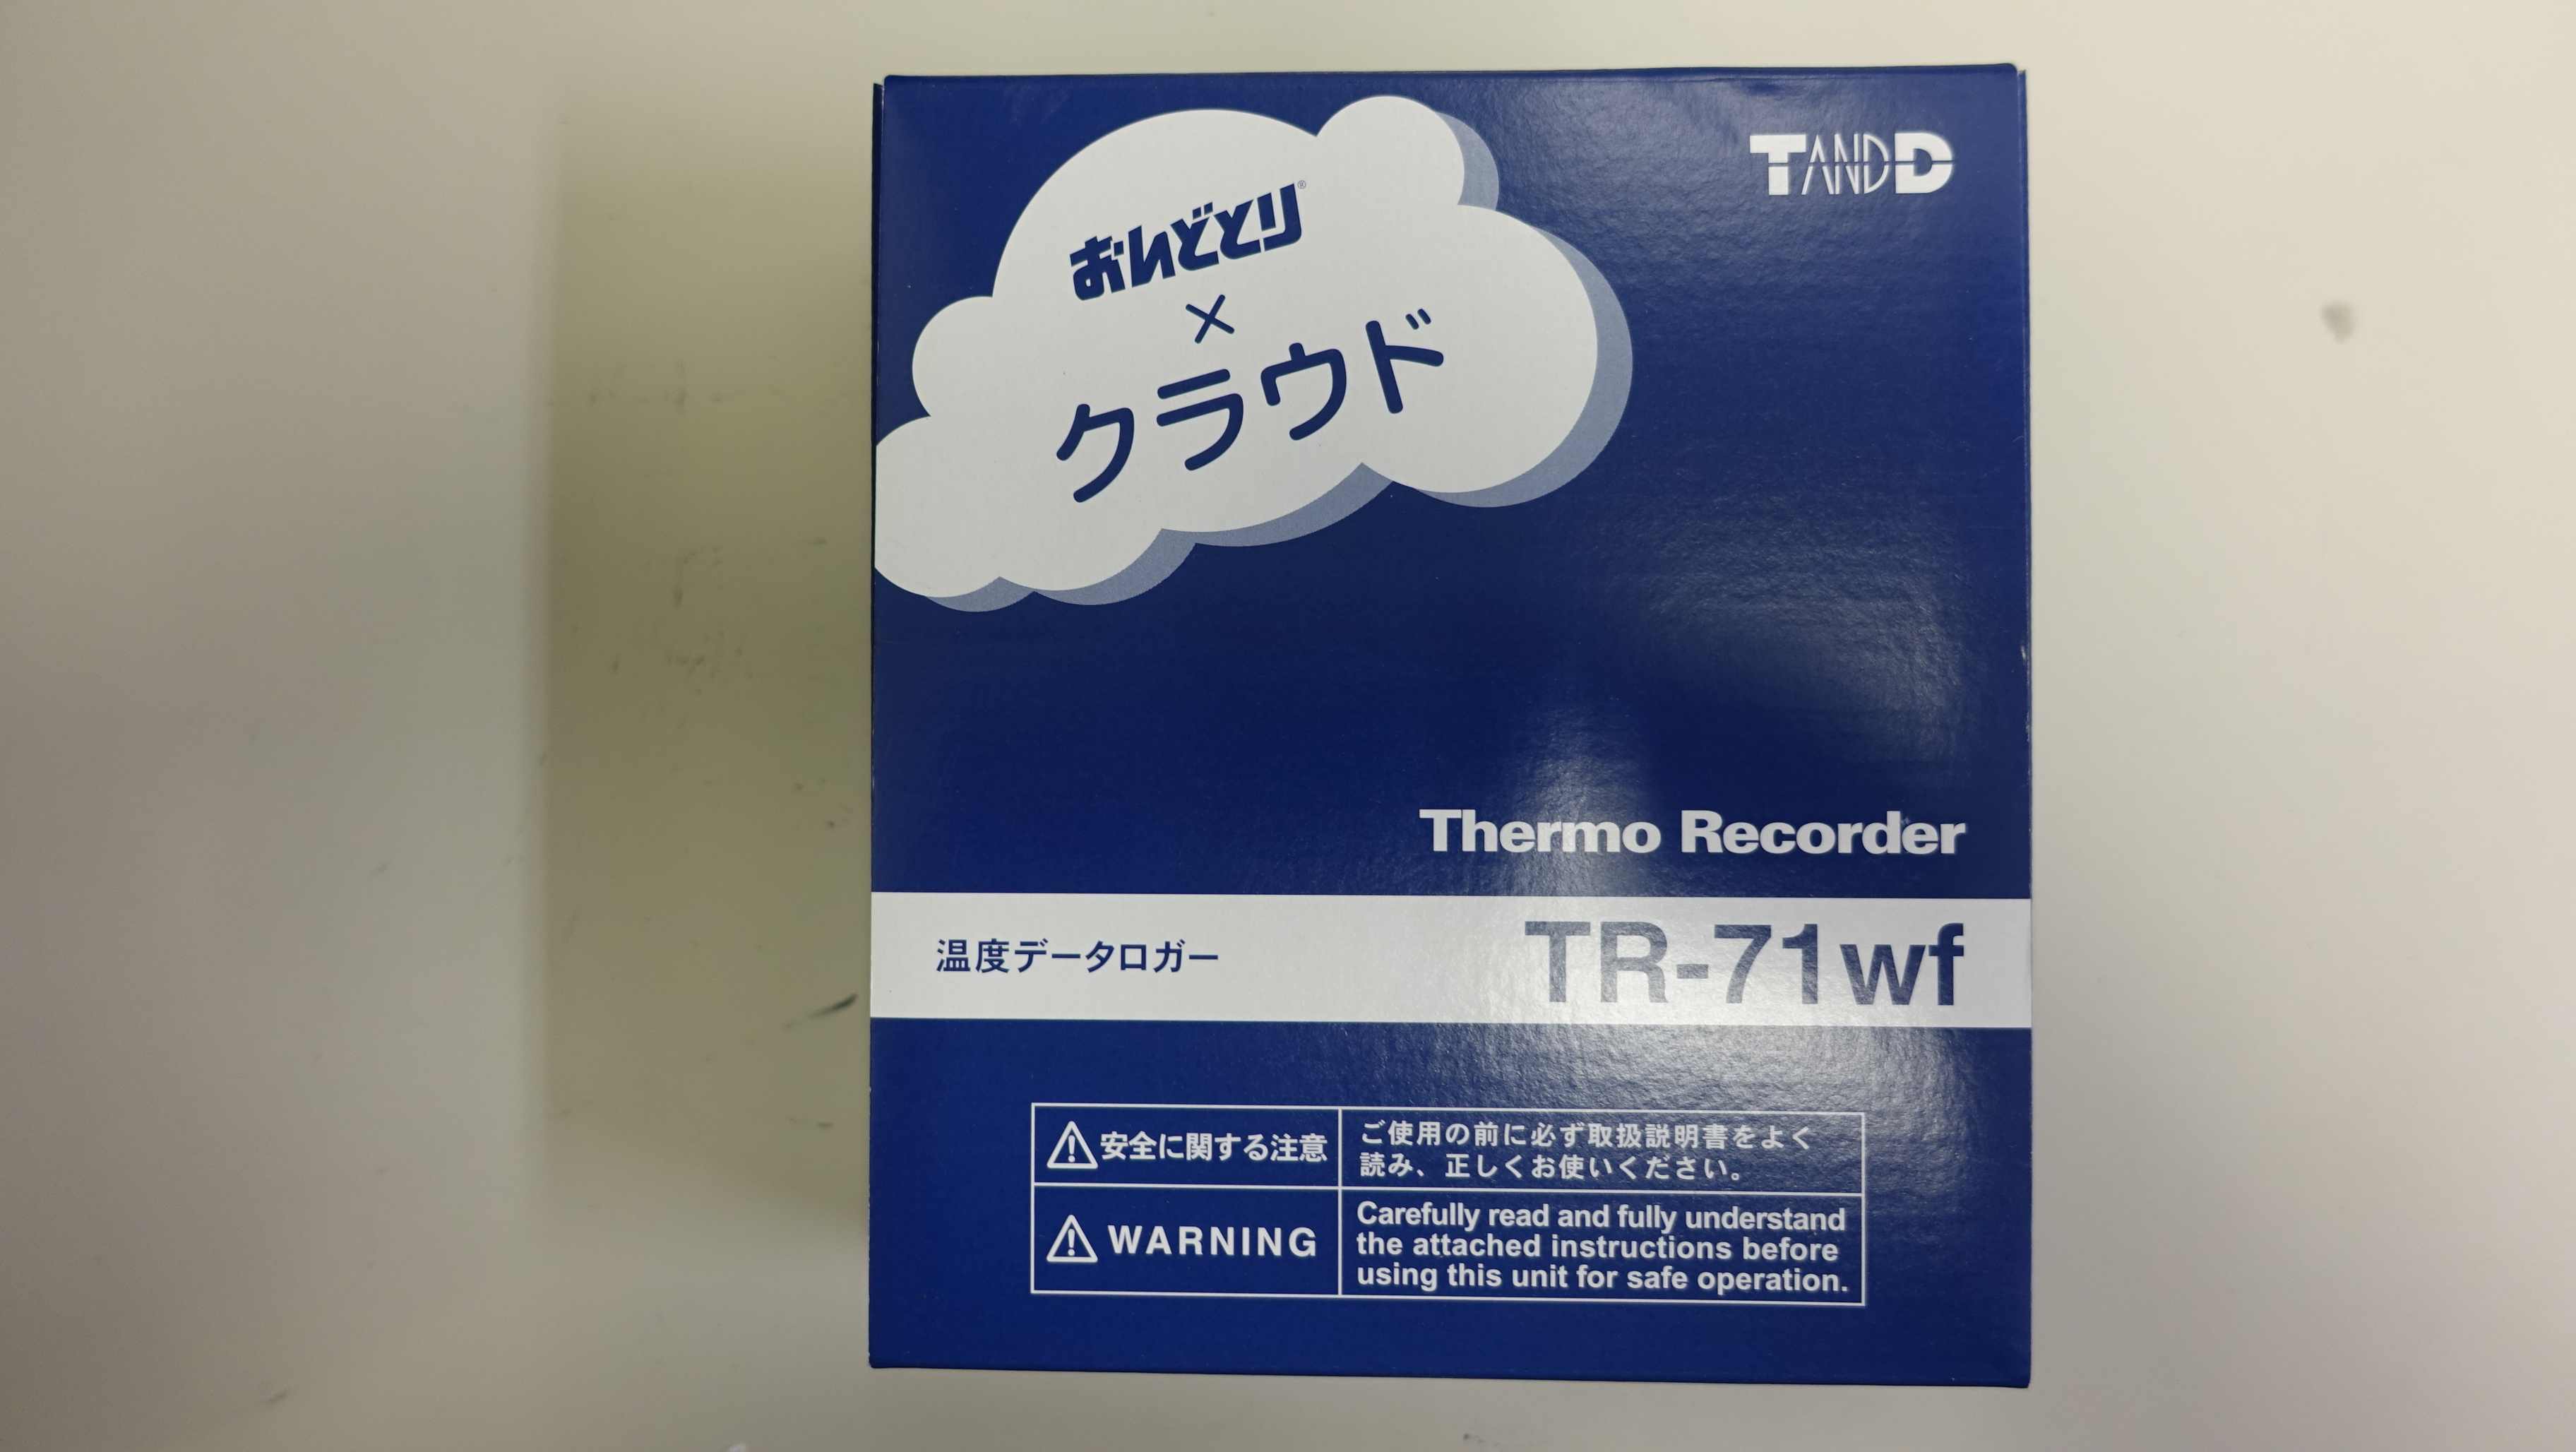 おんどとり®
×
クラウド
TANDD
Thermo Recorder
温度データロガー
TR-71wf
安全に関する注意
ご使用の前に必ず取扱説明書をよく
読み、正しくお使いください。
WARNING
Carefully read and fully understand
the attached instructions before
using this unit for safe operation.